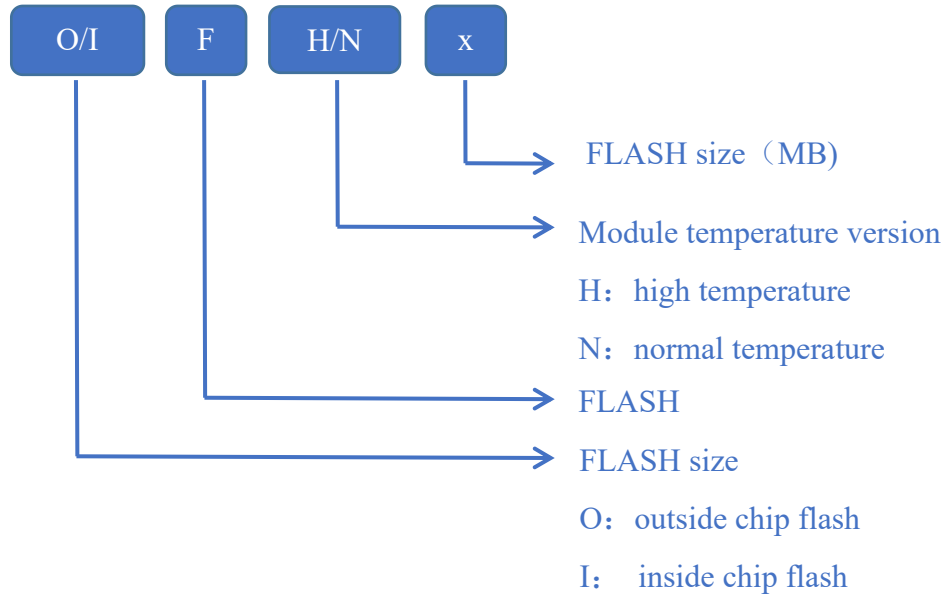 O/I F H/N x
FLASH size（MB)
Module temperature version
H： high temperature
N： normal temperature
FLASH
FLASH size
O： outside chip flash
I： inside chip flash